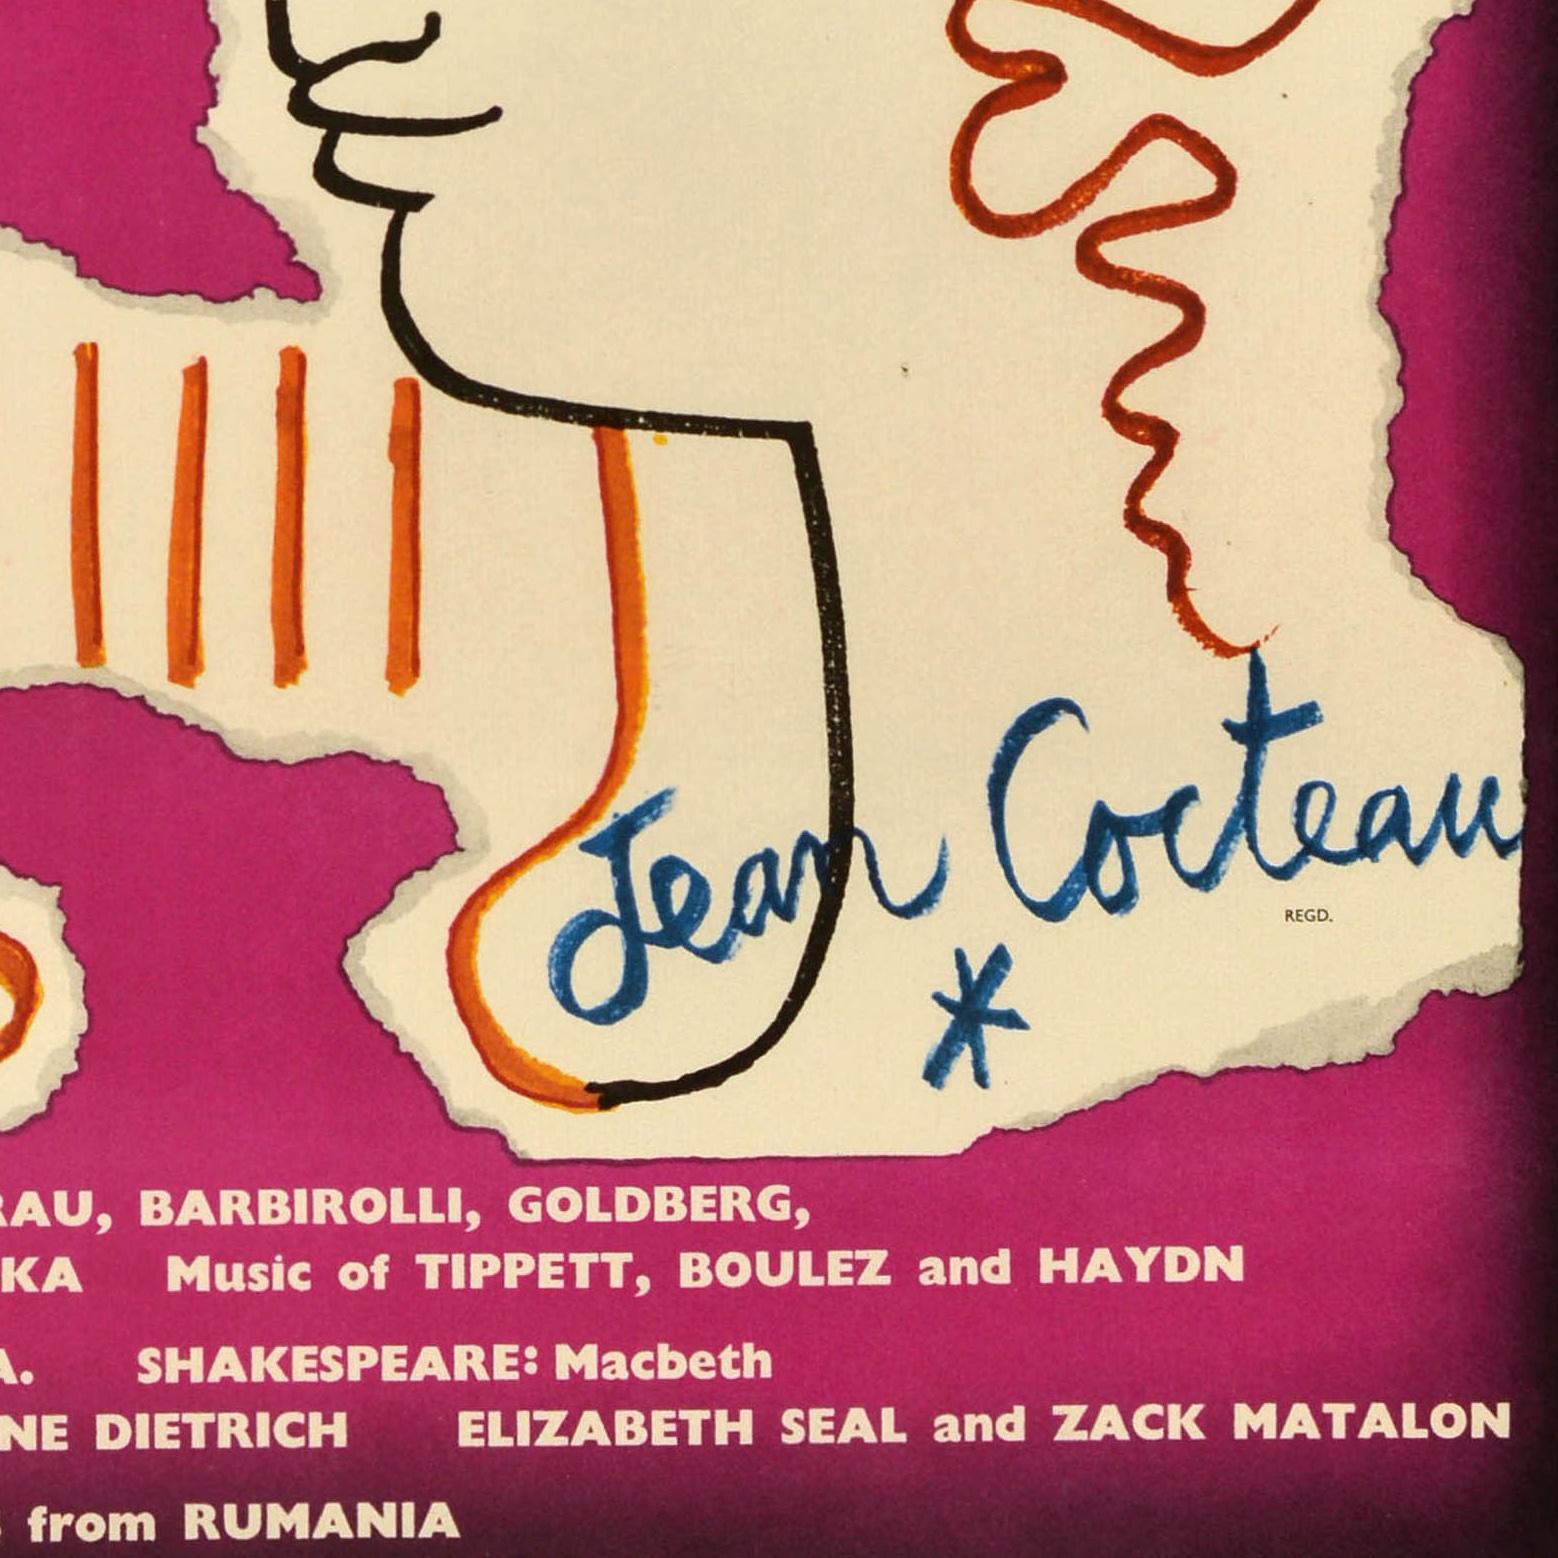 Jean Cocteau
REGD.
*
RAU, BARBIROLLI, GOLDBERG,
KA Music of TIPPETT, BOULEZ and HAYDN
A. SHAKESPEARE: Macbeth
NE DIETRICH ELIZABETH SEAL and ZACK MATALON
s from RUMANIA